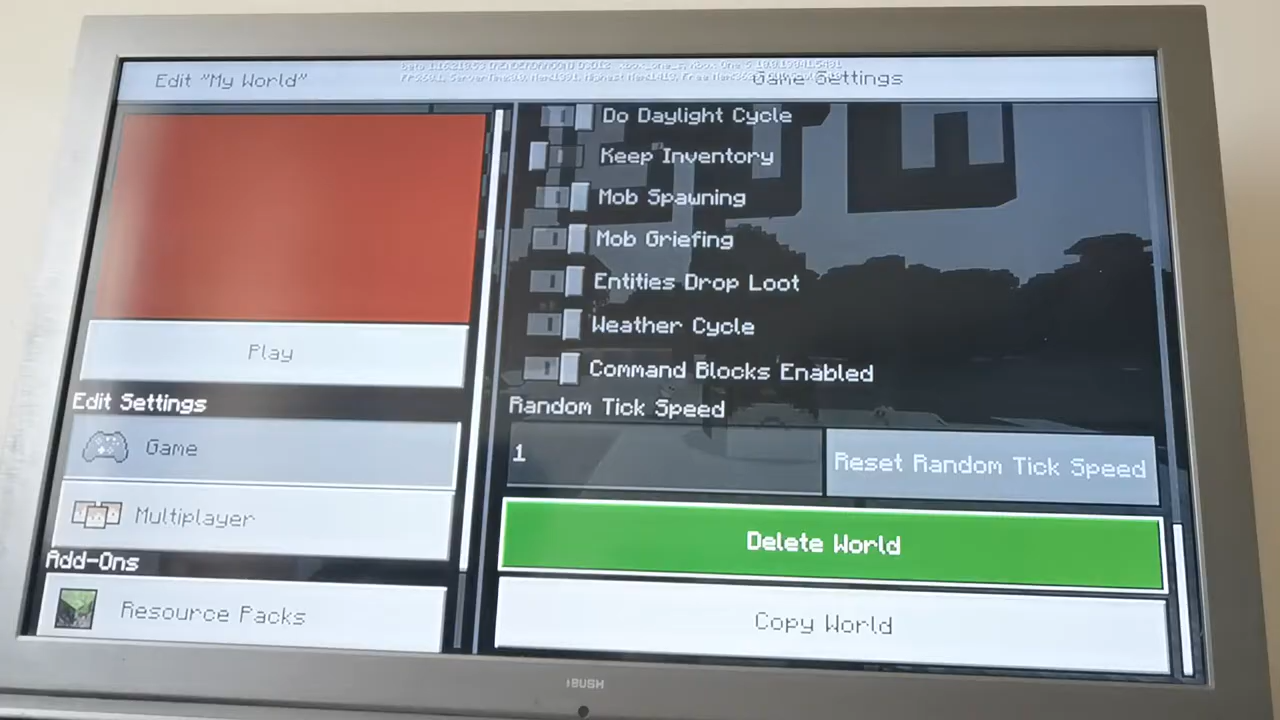 Edit "My World"
Game Settings
Do Daylight Cycle
Keep Inventory
Mob Spawning
Mob Griefing
Entities Drop Loot
Weather Cycle
Command Blocks Enabled
Random Tick Speed
1
Reset Random Tick Speed
Delete World
Copy World
Play
Edit Settings
Game
Multiplayer
Add-Ons
Resource Packs
BUSH